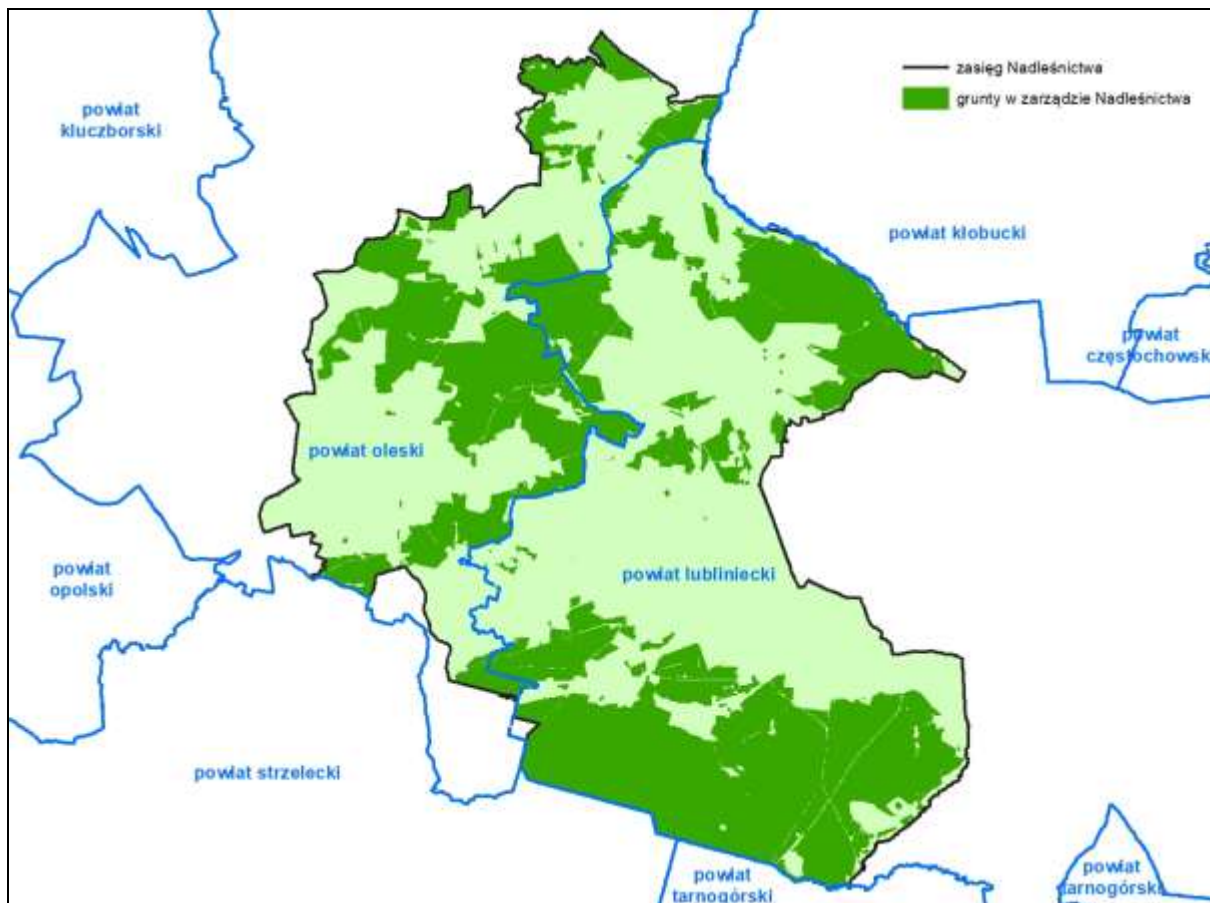 zasięg Nadleśnictwa
grunty w zarządzie Nadleśnictwa
powiat
kluczborski
powiat kłobucki
powiat
częstochowsk
powiat oleski
powiat
opolski
powiat lubliniecki
powiat strzelecki
powiat
tarnogórski
powiat
tarnogórski